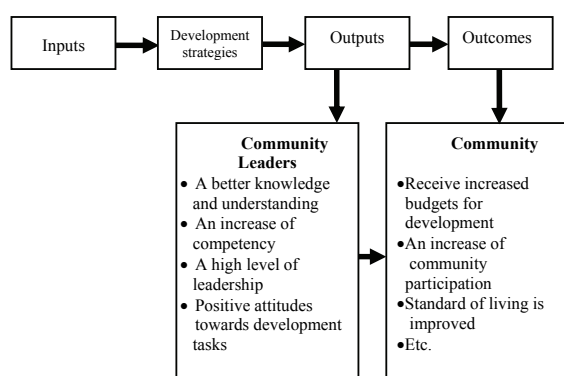 Inputs
Development
strategies
Outputs
Outcomes
Community
Leaders
• A better knowledge
and understanding
• An increase of
competency
• A high level of
leadership
• Positive attitudes
towards development
tasks
Community
•Receive increased
budgets for
development
•An increase of
community
participation
•Standard of living is
improved
•Etc.